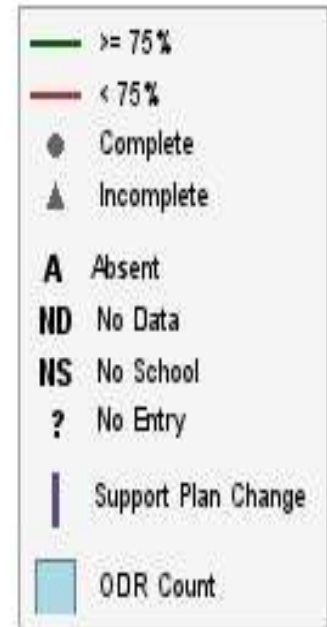 >= 75%
< 75%
Complete
Incomplete
A Absent
ND No Data
NS No School
? No Entry
Support Plan Change
ODR Count